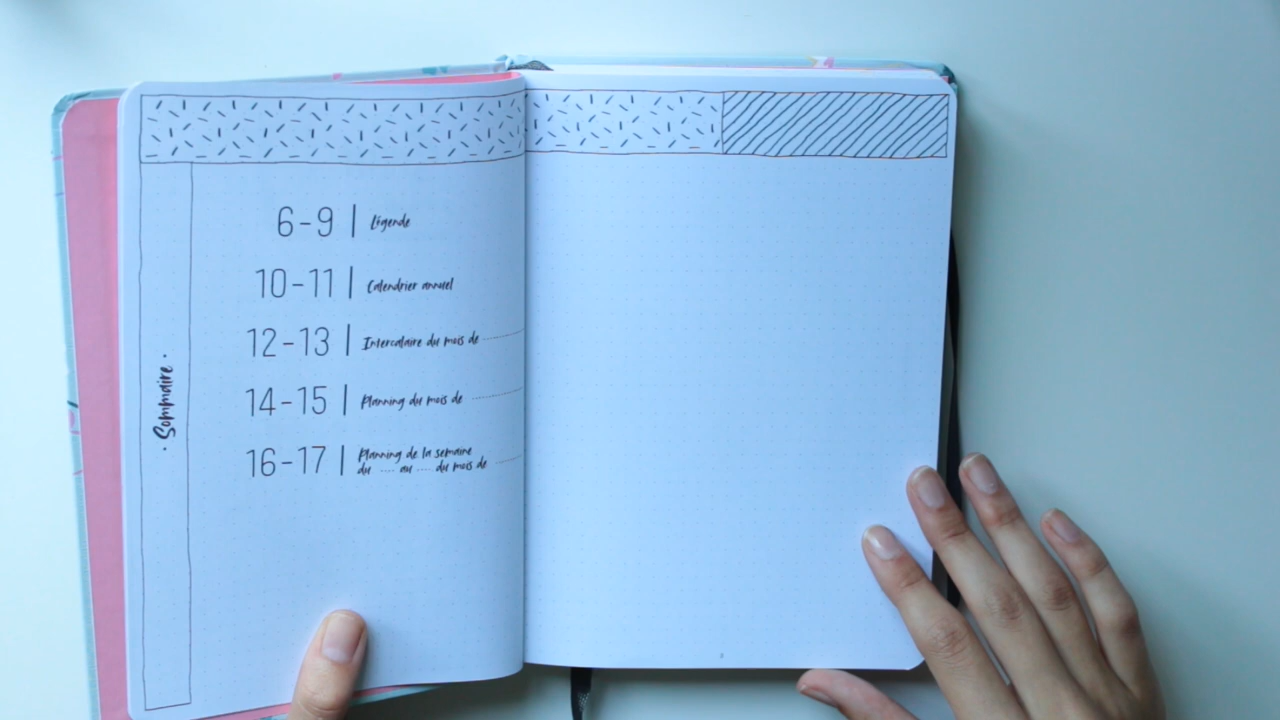 6-9 | Légende
10-11 | Calendrier annuel
12-13 | Intercalaire du mois de ........
14-15 | Planning du mois de ........
16-17 | Planning de la semaine
du .... au .... du mois de ....
· Sommaire ·